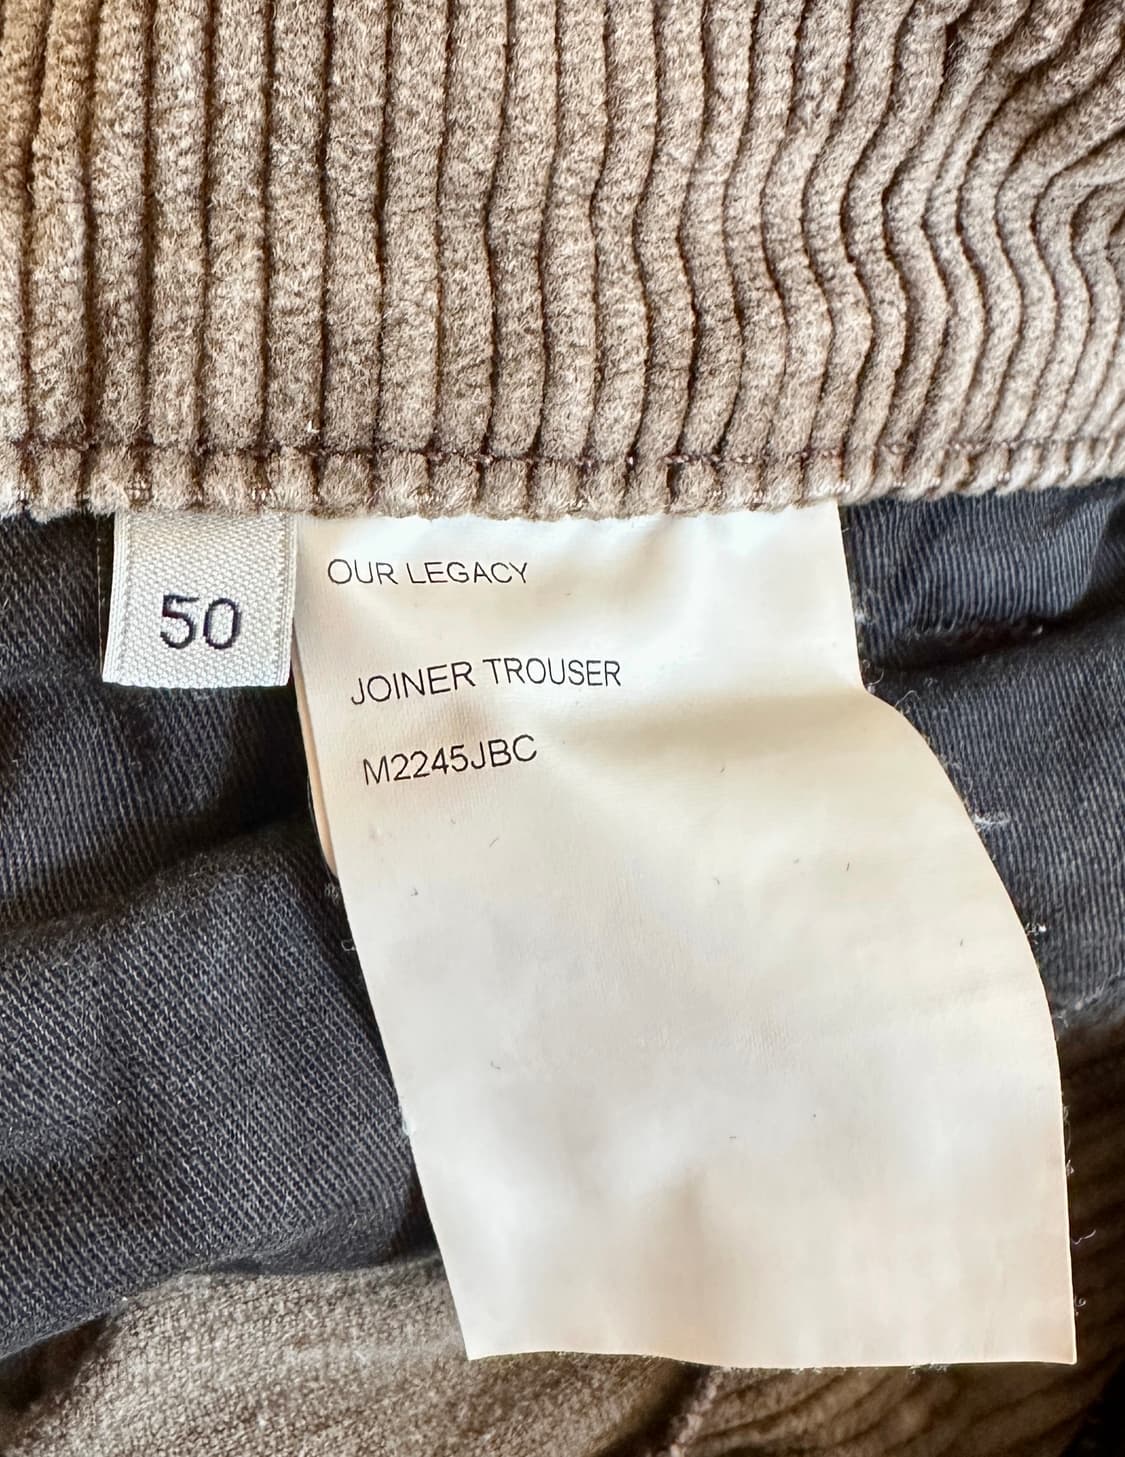 50
OUR LEGACY
JOINER TROUSER
M2245JBC